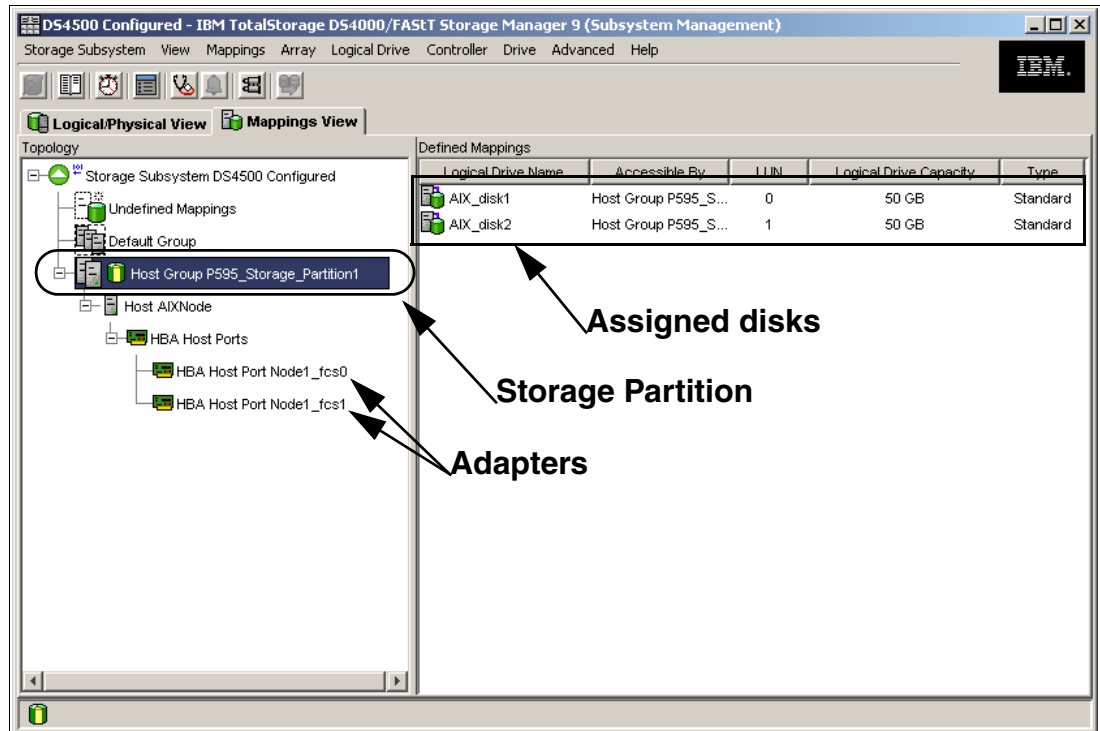 DS4500 Configured - IBM TotalStorage DS4000/FAStT Storage Manager 9 (Subsystem Management)
Storage Subsystem View Mappings Array Logical Drive Controller Drive Advanced Help
IBM.
Logical/Physical View Mappings View
Topology
Storage Subsystem DS4500 Configured
Undefined Mappings
Default Group
Host Group P595_Storage_Partition1
Host AIXNode
HBA Host Ports
HBA Host Port Node1_fcs0
HBA Host Port Node1_fcs1
Defined Mappings
Logical Drive Name Accessible By LUN Logical Drive Capacity Type
AIX_disk1 Host Group P595_S... 0 50 GB Standard
AIX_disk2 Host Group P595_S... 1 50 GB Standard
Assigned disks
Storage Partition
Adapters